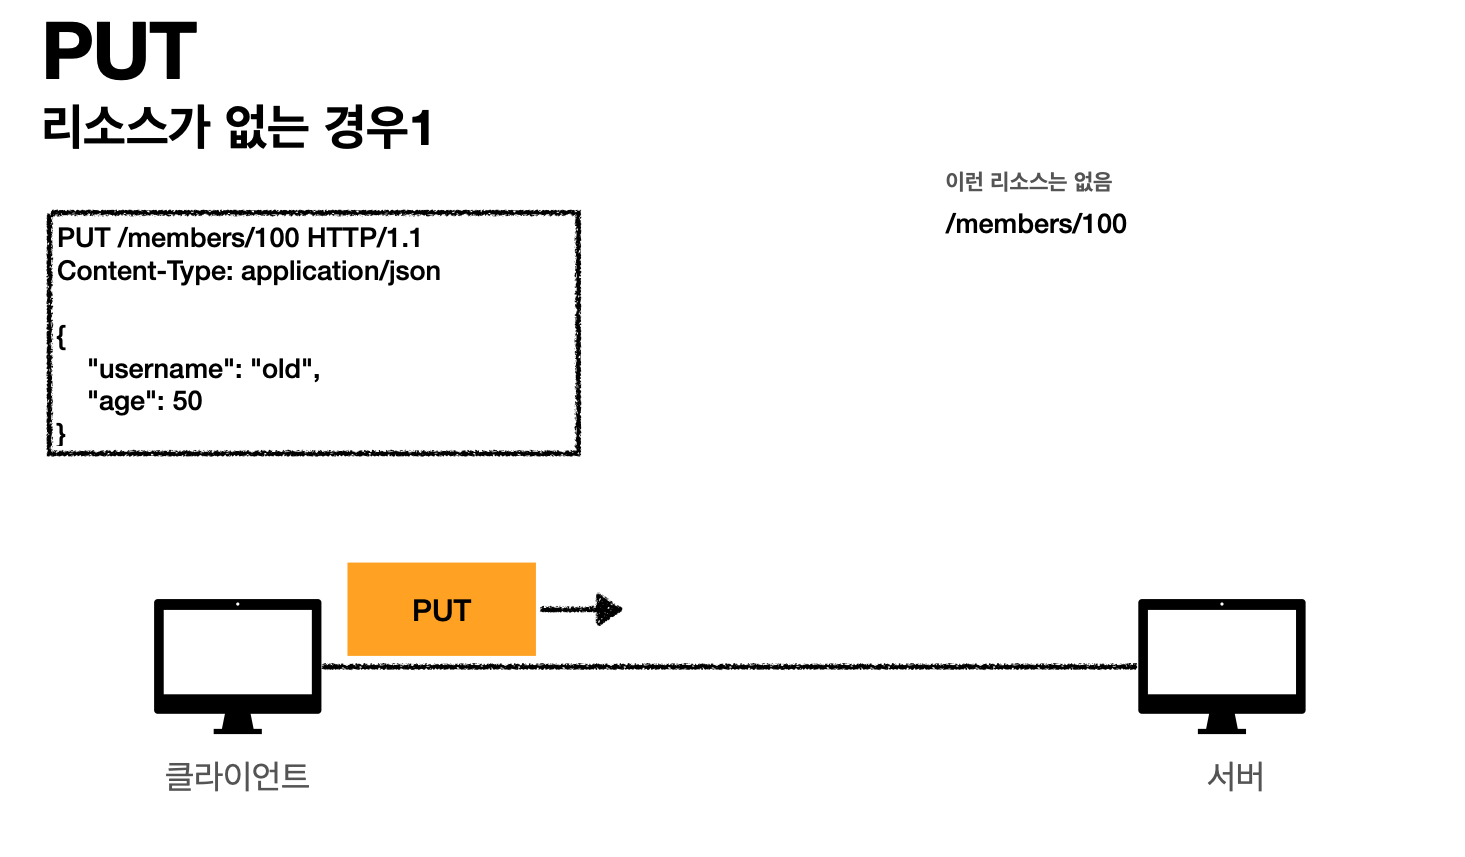 PUT
리소스가 없는 경우1
이런 리소스는 없음
/members/100
PUT /members/100 HTTP/1.1
Content-Type: application/json
{
"username": "old",
"age": 50
}
PUT
클라이언트
서버